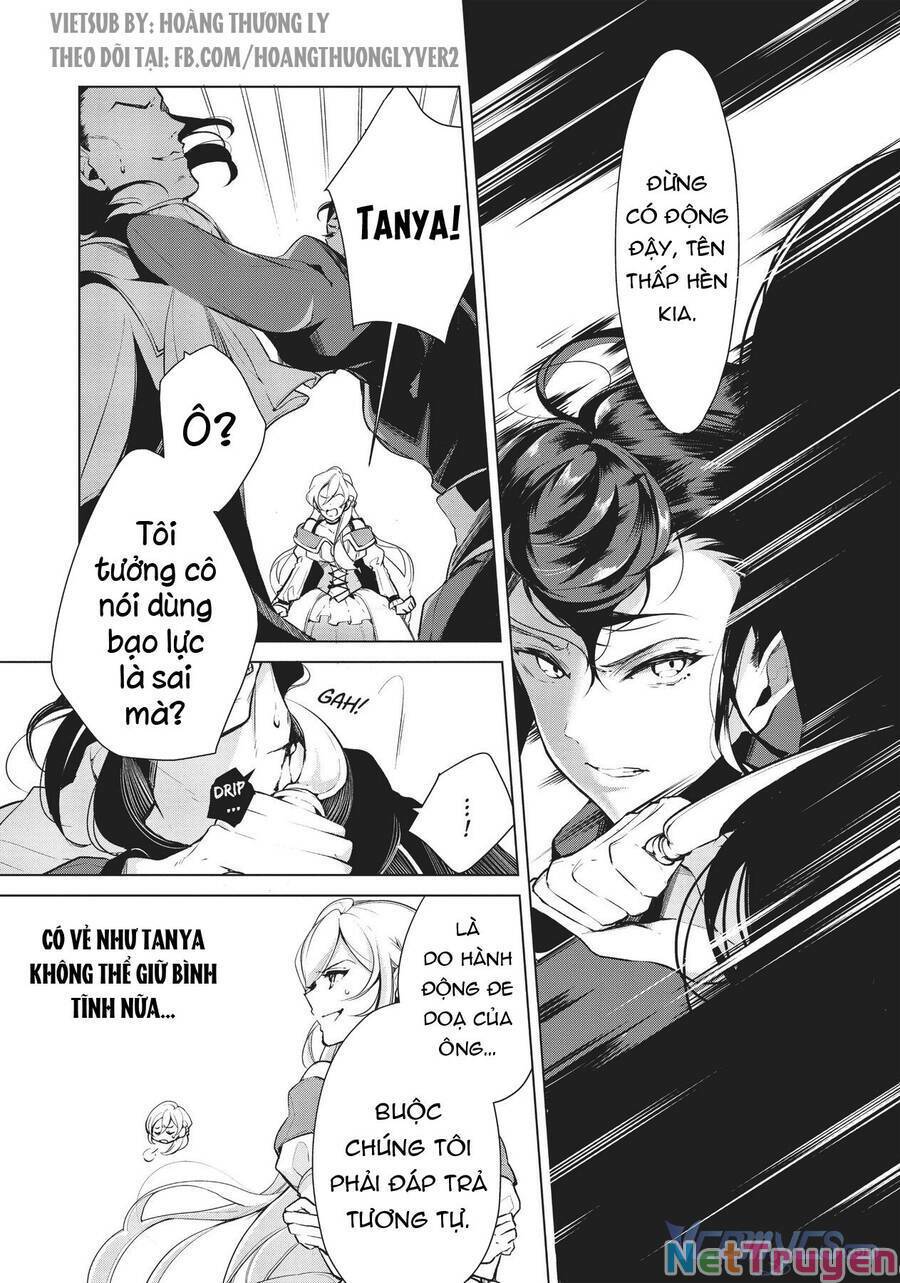 VIETSUB BY: HOÀNG THƯƠNG LY
THEO DÕI TẠI: FB.COM/HOANGTHUONGLYVER2
ĐỪNG
CÓ ĐỘNG
ĐẬY, TÊN
THẤP HÈN
KIA.
TANYA!
Ô?
Tôi
tưởng cô
nói dùng
bạo lực
là sai
mà?
GAH!
DRIP
...
...!
LÀ
DO HÀNH
ĐỘNG ĐE
DOẠ CỦA
ÔNG...
BUỘC
CHÚNG TÔI
PHẢI ĐÁP TRẢ
TƯƠNG TỰ.
CÓ VẺ NHƯ TANYA
KHÔNG THỂ GIỮ BÌNH
TĨNH NỮA...
NetTruyen